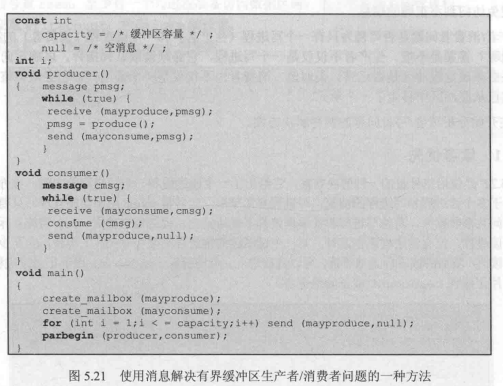 const int
capacity = /* 缓冲区容量 */ ;
null = /* 空消息 */ ;
int i;
void producer()
{ message pmsg;
while (true) {
receive (mayproduce,pmsg);
pmsg = produce();
send (mayconsume,pmsg);
}
}
void consumer()
{ message cmsg;
while (true) {
receive (mayconsume,cmsg);
consume (cmsg);
send (mayproduce,null);
}
}
void main()
{
create_mailbox (mayproduce);
create_mailbox (mayconsume);
for (int i = 1;i < = capacity;i++) send (mayproduce,null);
parbegin (producer,consumer);
}
图 5.21 使用消息解决有界缓冲区生产者/消费者问题的一种方法